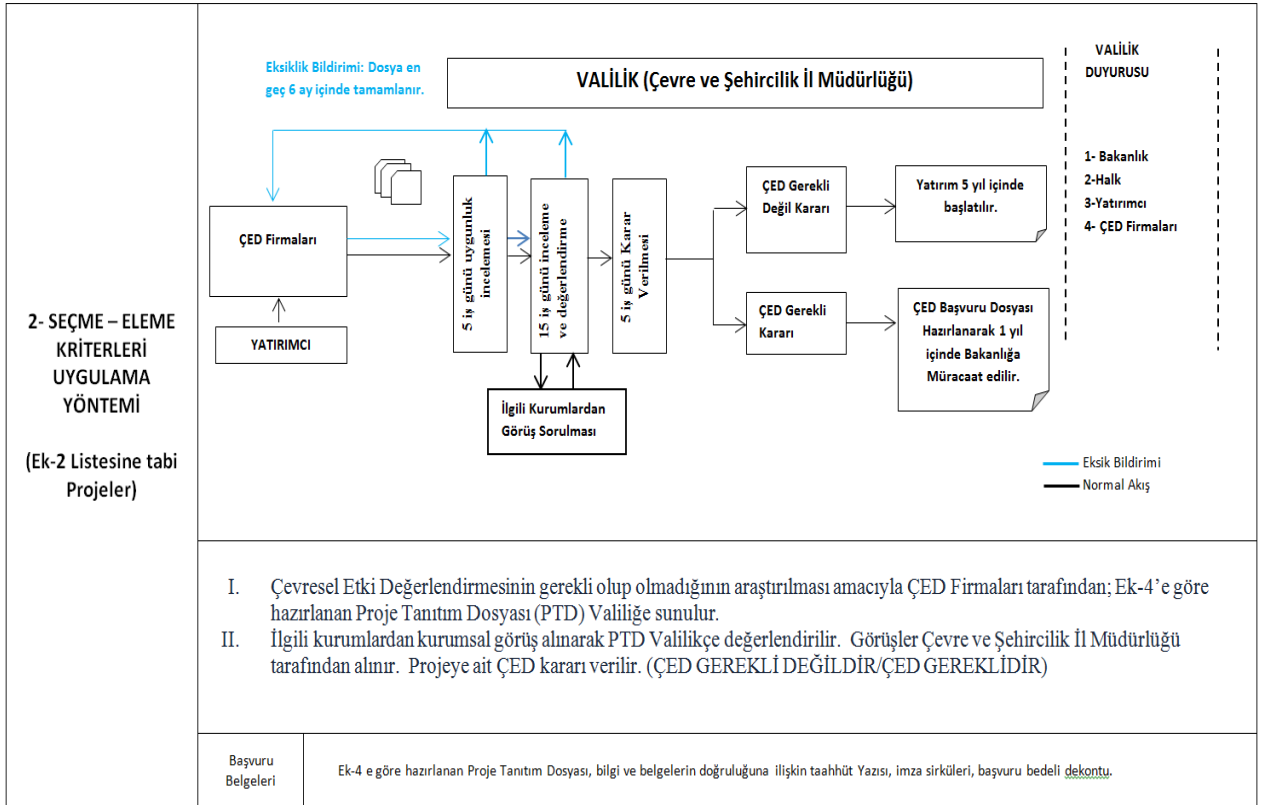 2- SEÇME – ELEME
KRİTERLERİ
UYGULAMA
YÖNTEMİ
(Ek-2 Listesine tabi
Projeler)
Eksiklik Bildirimi: Dosya en
geç 6 ay içinde tamamlanır.
VALİLİK (Çevre ve Şehircilik İl Müdürlüğü)
VALİLİK
DUYURUSU
1- Bakanlık
2-Halk
3-Yatırımcı
4- ÇED Firmaları
ÇED Firmaları
YATIRIMCI
5 iş günü uygunluk
incelemesi
15 iş günü inceleme
ve değerlendirme
5 iş günü Karar
Verilmesi
İlgili Kurumlardan
Görüş Sorulması
ÇED Gerekli
Değil Kararı
Yatırım 5 yıl içinde
başlatılır.
ÇED Gerekli
Kararı
ÇED Başvuru Dosyası
Hazırlanarak 1 yıl
içinde Bakanlığa
Müracaat edilir.
Eksik Bildirimi
Normal Akış
I. Çevresel Etki Değerlendirmesinin gerekli olup olmadığının araştırılması amacıyla ÇED Firmaları tarafından; Ek-4’e göre
hazırlanan Proje Tanıtım Dosyası (PTD) Valiliğe sunulur.
II. İlgili kurumlardan kurumsal görüş alınarak PTD Valilikçe değerlendirilir. Görüşler Çevre ve Şehircilik İl Müdürlüğü
tarafından alınır. Projeye ait ÇED kararı verilir. (ÇED GEREKLİ DEĞİLDİR/ÇED GEREKLİDİR)
Başvuru
Belgeleri
Ek-4 e göre hazırlanan Proje Tanıtım Dosyası, bilgi ve belgelerin doğruluğuna ilişkin taahhüt Yazısı, imza sirküleri, başvuru bedeli dekontu.